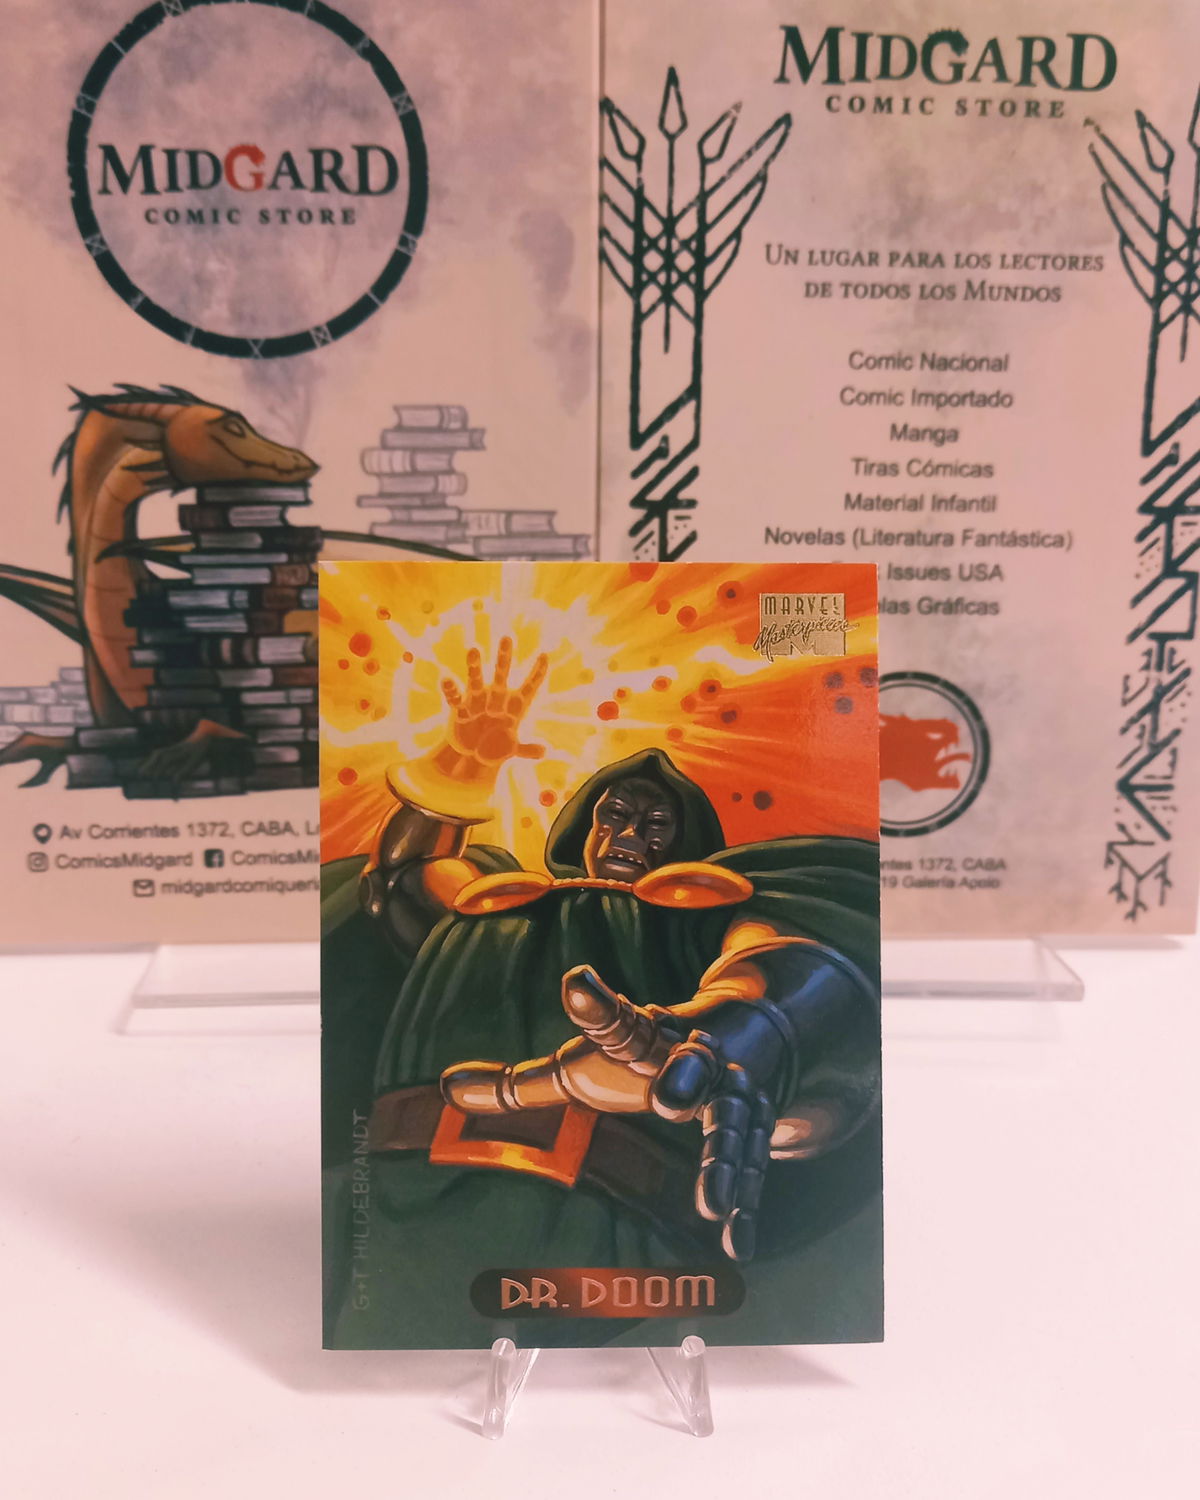 MIDGARD
COMIC STORE
Av Corrientes 1372, CABA,
ComicsMidgard
MIDGARD
COMIC STORE
UN LUGAR PARA LOS LECTORES
DE TODOS LOS MUNDOS
Comic Nacional
Comic Importado
Manga
Tiras Cómicas
Material Infantil
Novelas (Literatura Fantástica)
Issues USA
Gráficas
1372, CABA
19 Galería Apolo
MARVEL
Masterpieces
G+T HILDEBRANDT
DR. DOOM